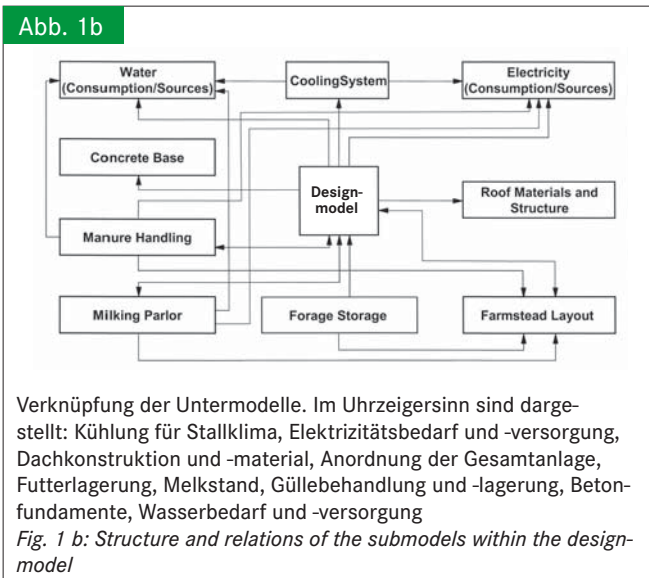 Abb. 1b
Water
(Consumption/Sources)
CoolingSystem
Electricity
(Consumption/Sources)
Concrete Base
Design-
model
Roof Materials and
Structure
Manure Handling
Milking Parlor
Forage Storage
Farmstead Layout
Verknüpfung der Untermodelle. Im Uhrzeigersinn sind darge-
stellt: Kühlung für Stallklima, Elektrizitätsbedarf und -versorgung,
Dachkonstruktion und -material, Anordnung der Gesamtanlage,
Futterlagerung, Melkstand, Güllebehandlung und -lagerung, Beton-
fundamente, Wasserbedarf und -versorgung
Fig. 1 b: Structure and relations of the submodels within the design-
model